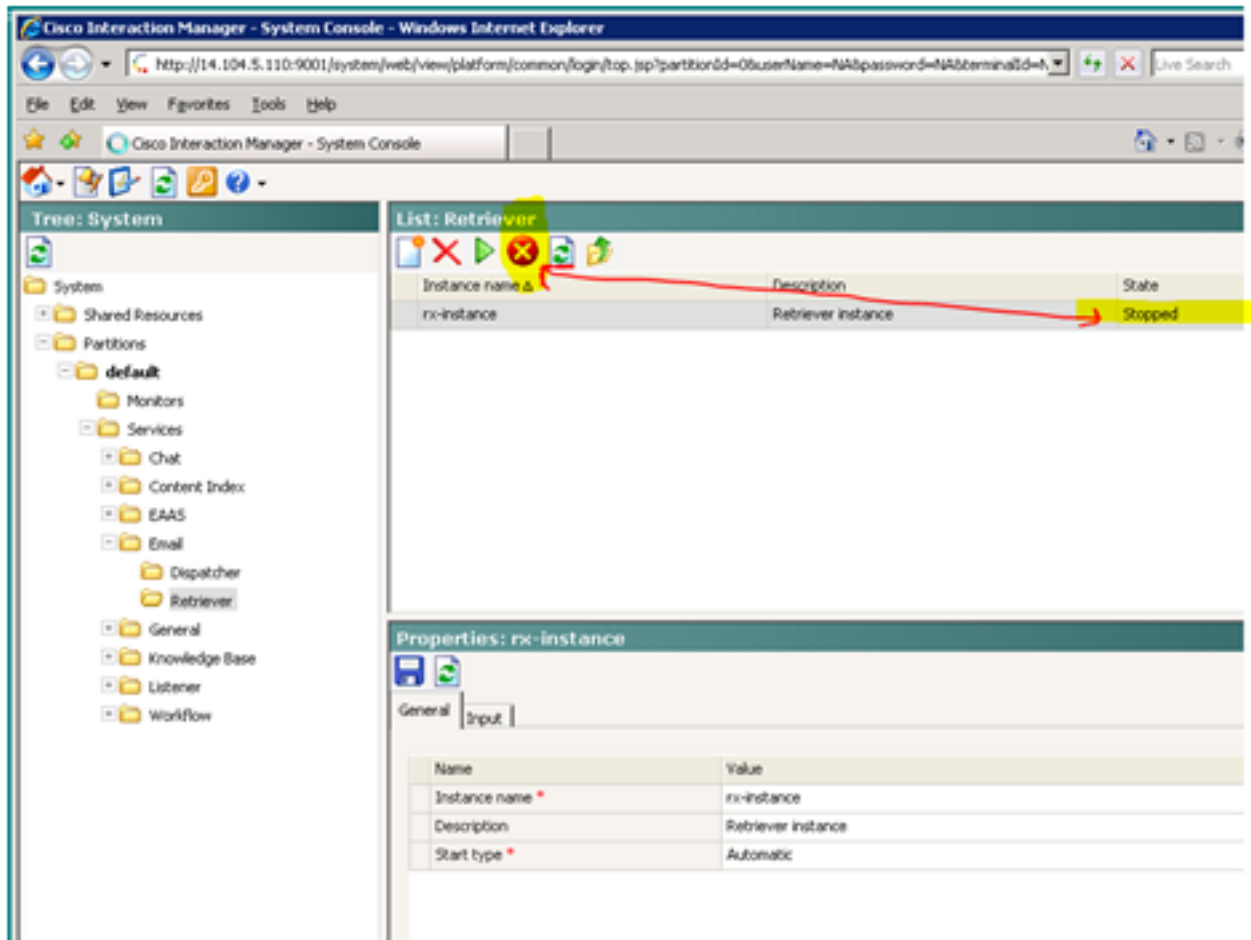 Cisco Interaction Manager - System Console - Windows Internet Explorer
http://14.104.5.110:9001/system/web/view/platform/common/login/top.jsp?partitionId=0&userName=NA&password=NA&terminalId=N
Live Search
File Edit View Favorites Tools Help
Cisco Interaction Manager - System Console
Tree: System
System
Shared Resources
Partitions
default
Monitors
Services
Chat
Content Index
EAAS
Email
Dispatcher
Retriever
General
Knowledge Base
Listener
Workflow
List: Retriever
Instance name Description State
rx-instance Retriever instance Stopped
Properties: rx-instance
General Input
Name Value
Instance name * rx-instance
Description Retriever instance
Start type * Automatic